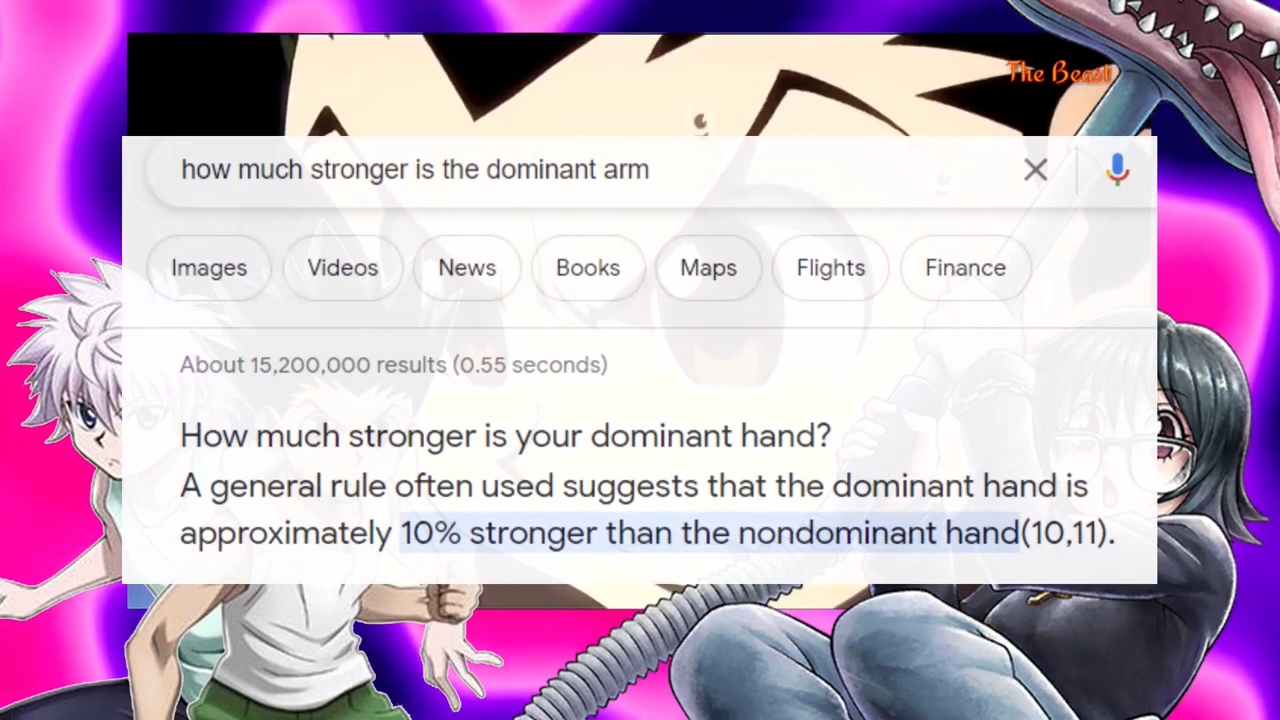 The Beast
how much stronger is the dominant arm
Images Videos News Books Maps Flights Finance
About 15,200,000 results (0.55 seconds)
How much stronger is your dominant hand?
A general rule often used suggests that the dominant hand is
approximately 10% stronger than the nondominant hand(10,11).